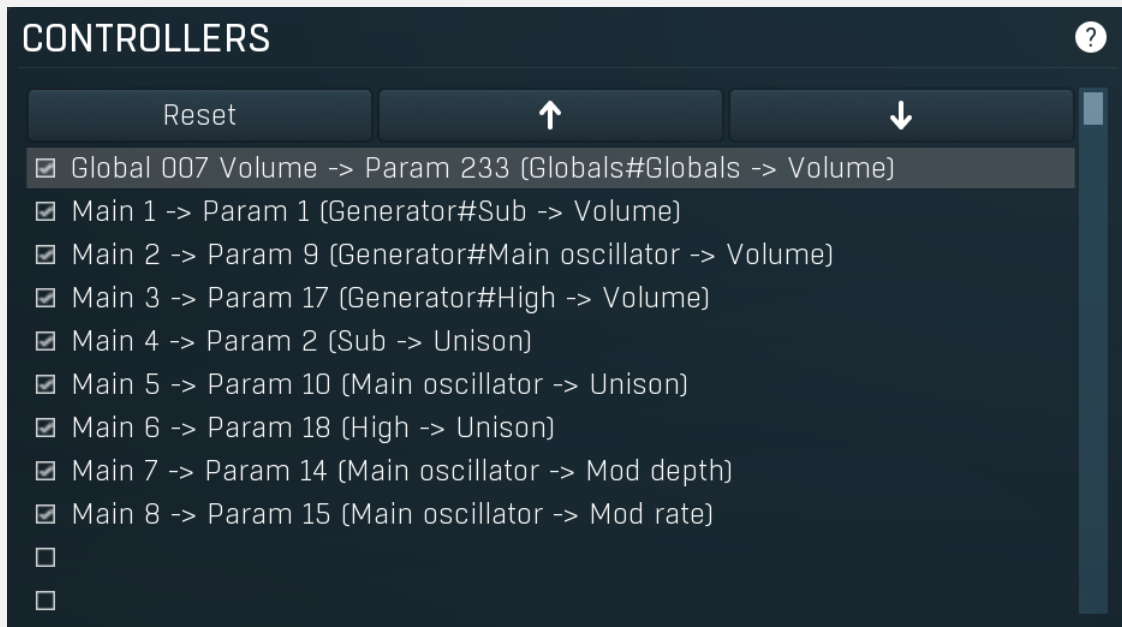 CONTROLLERS
?
Reset ↑ ↓
Global 007 Volume -> Param 233 (Globals#Globals -> Volume)
Main 1 -> Param 1 (Generator#Sub -> Volume)
Main 2 -> Param 9 (Generator#Main oscillator -> Volume)
Main 3 -> Param 17 (Generator#High -> Volume)
Main 4 -> Param 2 (Sub -> Unison)
Main 5 -> Param 10 (Main oscillator -> Unison)
Main 6 -> Param 18 (High -> Unison)
Main 7 -> Param 14 (Main oscillator -> Mod depth)
Main 8 -> Param 15 (Main oscillator -> Mod rate)